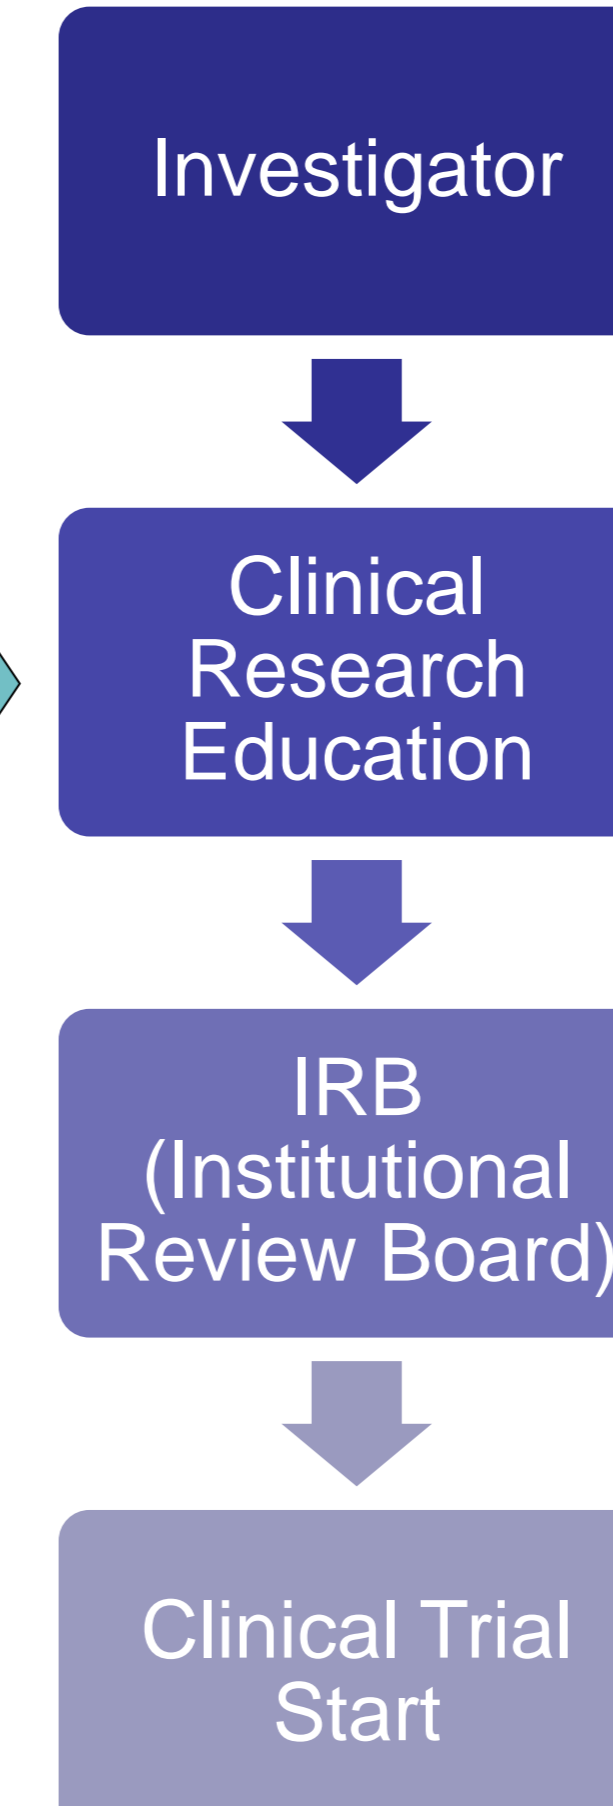 Investigator
Clinical
Research
Education
IRB
(Institutional
Review Board)
Clinical Trial
Start